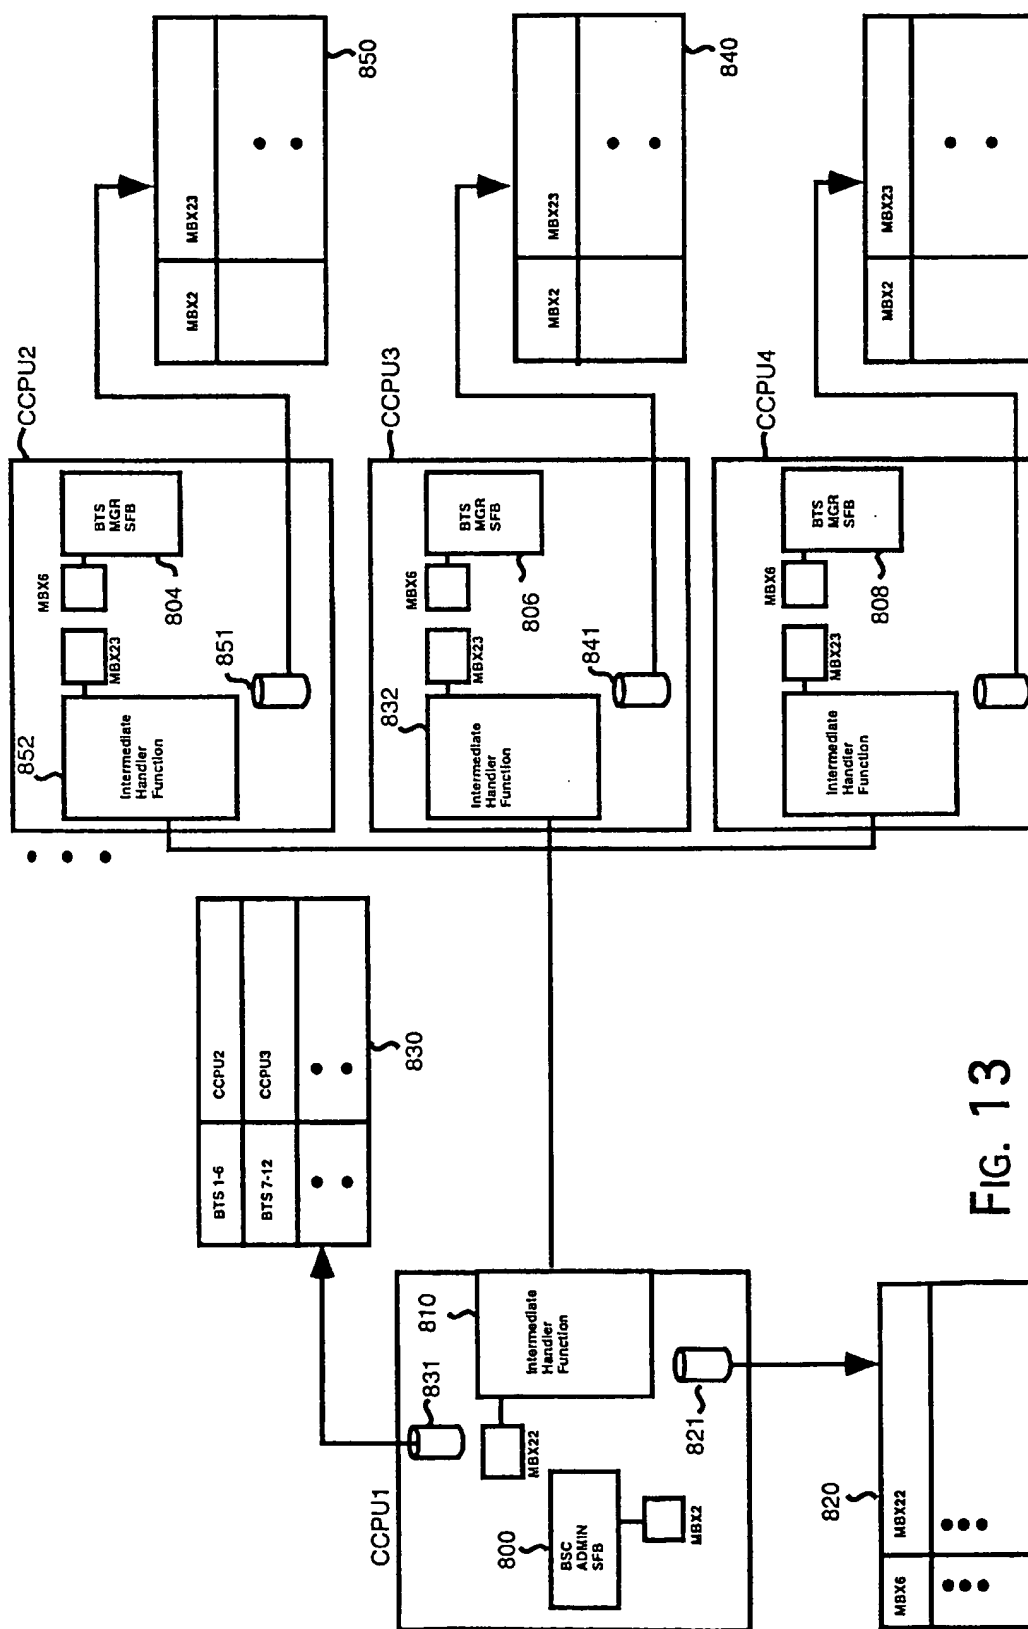 CCPU1
831
810
Intermediate
Handler
Function
MBX22
800
BSC
ADMIN
SFB
MBX2
821
820
MBX6
MBX22
BTS 1-6
CCPU2
BTS 7-12
CCPU3
830
CCPU2
852
Intermediate
Handler
Function
MBX23
MBX6
BTS
MGR
SFB
804
851
MBX2
MBX23
850
CCPU3
832
Intermediate
Handler
Function
MBX23
MBX6
BTS
MGR
SFB
806
841
MBX2
MBX23
840
CCPU4
Intermediate
Handler
Function
MBX23
MBX6
BTS
MGR
SFB
808
MBX2
MBX23
FIG. 13